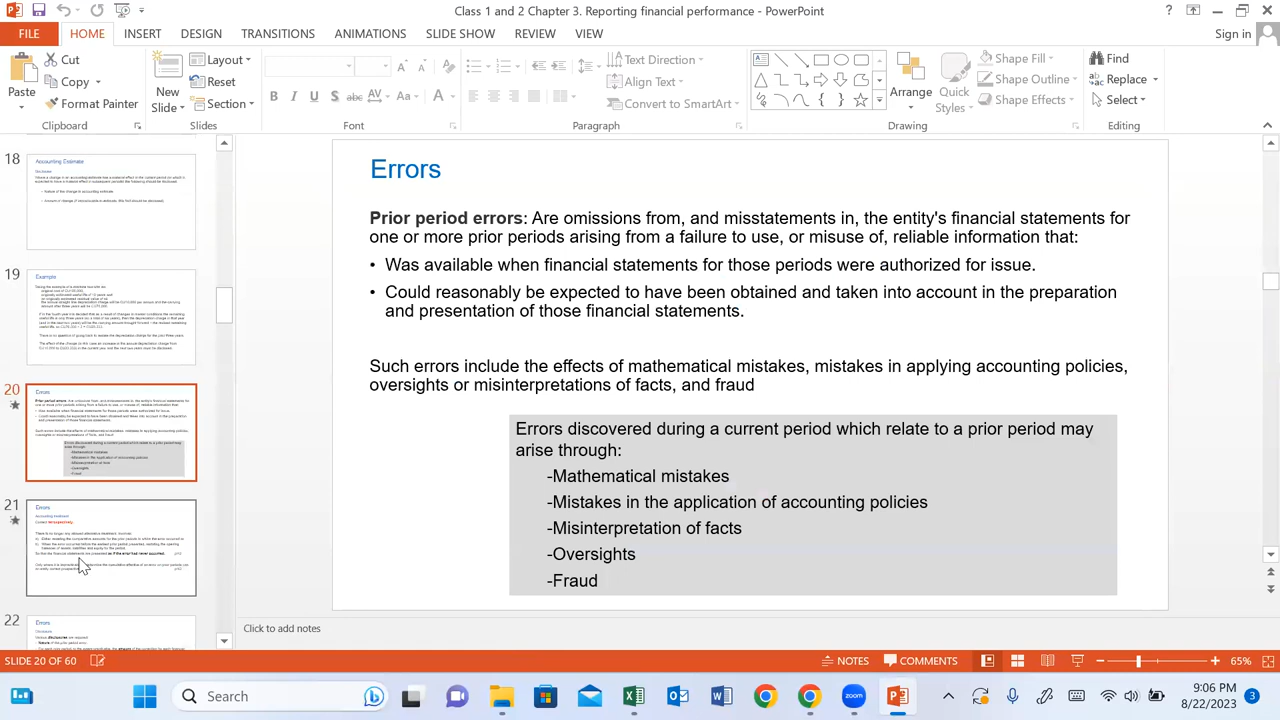 Class 1 and 2 Chapter 3. Reporting financial performance - PowerPoint
?
FILE HOME INSERT DESIGN TRANSITIONS ANIMATIONS SLIDE SHOW REVIEW VIEW Sign in
Paste
Cut
Copy
Format Painter
Clipboard
New Slide
Layout
Reset
Section
Slides
B I U S abc AV Aa A
Font
Text Direction
Align Text
Convert to SmartArt
Paragraph
Arrange
Quick Styles
Shape Fill
Shape Outline
Shape Effects
Drawing
Find
Replace
Select
Editing
18
Accounting Estimates
19
Example
20
Errors
21
Errors
22
Errors
Errors
Prior period errors: Are omissions from, and misstatements in, the entity's financial statements for
one or more prior periods arising from a failure to use, or misuse of, reliable information that:
• Was available when financial statements for those periods were authorized for issue.
• Could reasonably be expected to have been obtained and taken into account in the preparation
and presentation of those financial statements.
Such errors include the effects of mathematical mistakes, mistakes in applying accounting policies,
oversights or misinterpretations of facts, and fraud
Errors discovered during a current period which relate to a prior period may
arise through:
-Mathematical mistakes
-Mistakes in the application of accounting policies
-Misinterpretation of facts
-Oversights
-Fraud
Click to add notes
SLIDE 20 OF 60 NOTES COMMENTS 65%
Search
zoom
9:06 PM
8/22/2023
3